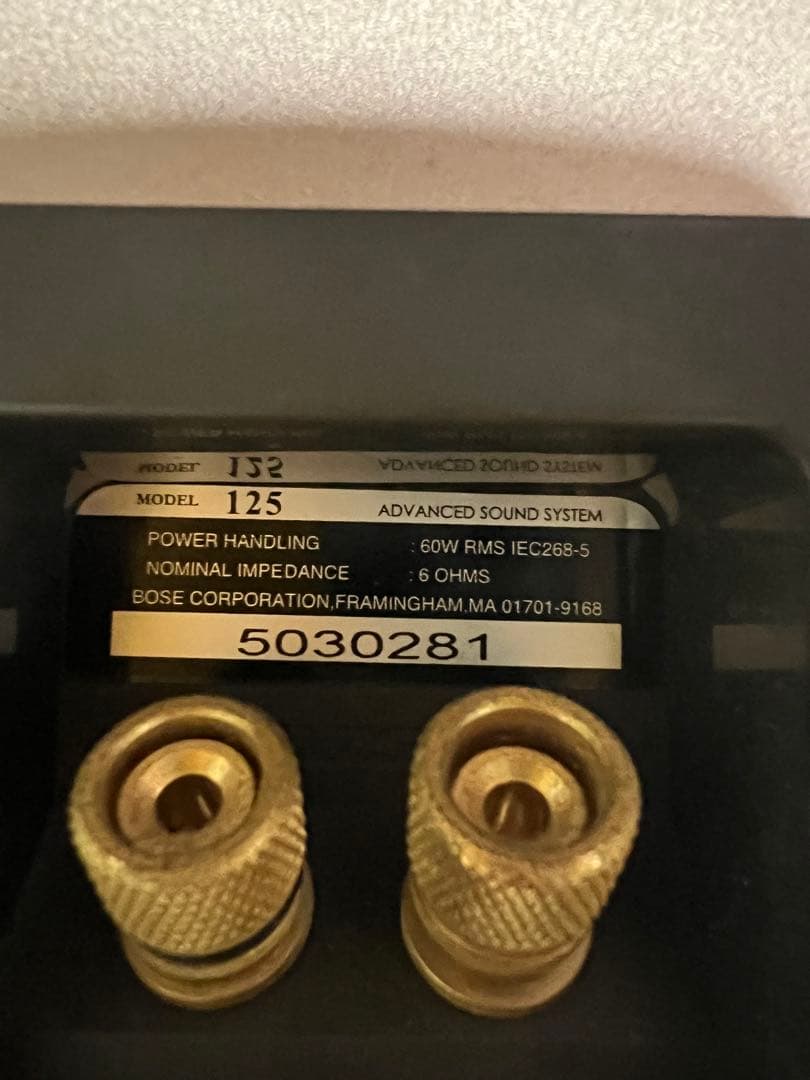 MODEL 125 ADVANCED SOUND SYSTEM
POWER HANDLING : 60W RMS IEC268-5
NOMINAL IMPEDANCE : 6 OHMS
BOSE CORPORATION,FRAMINGHAM.MA 01701-9168
5030281